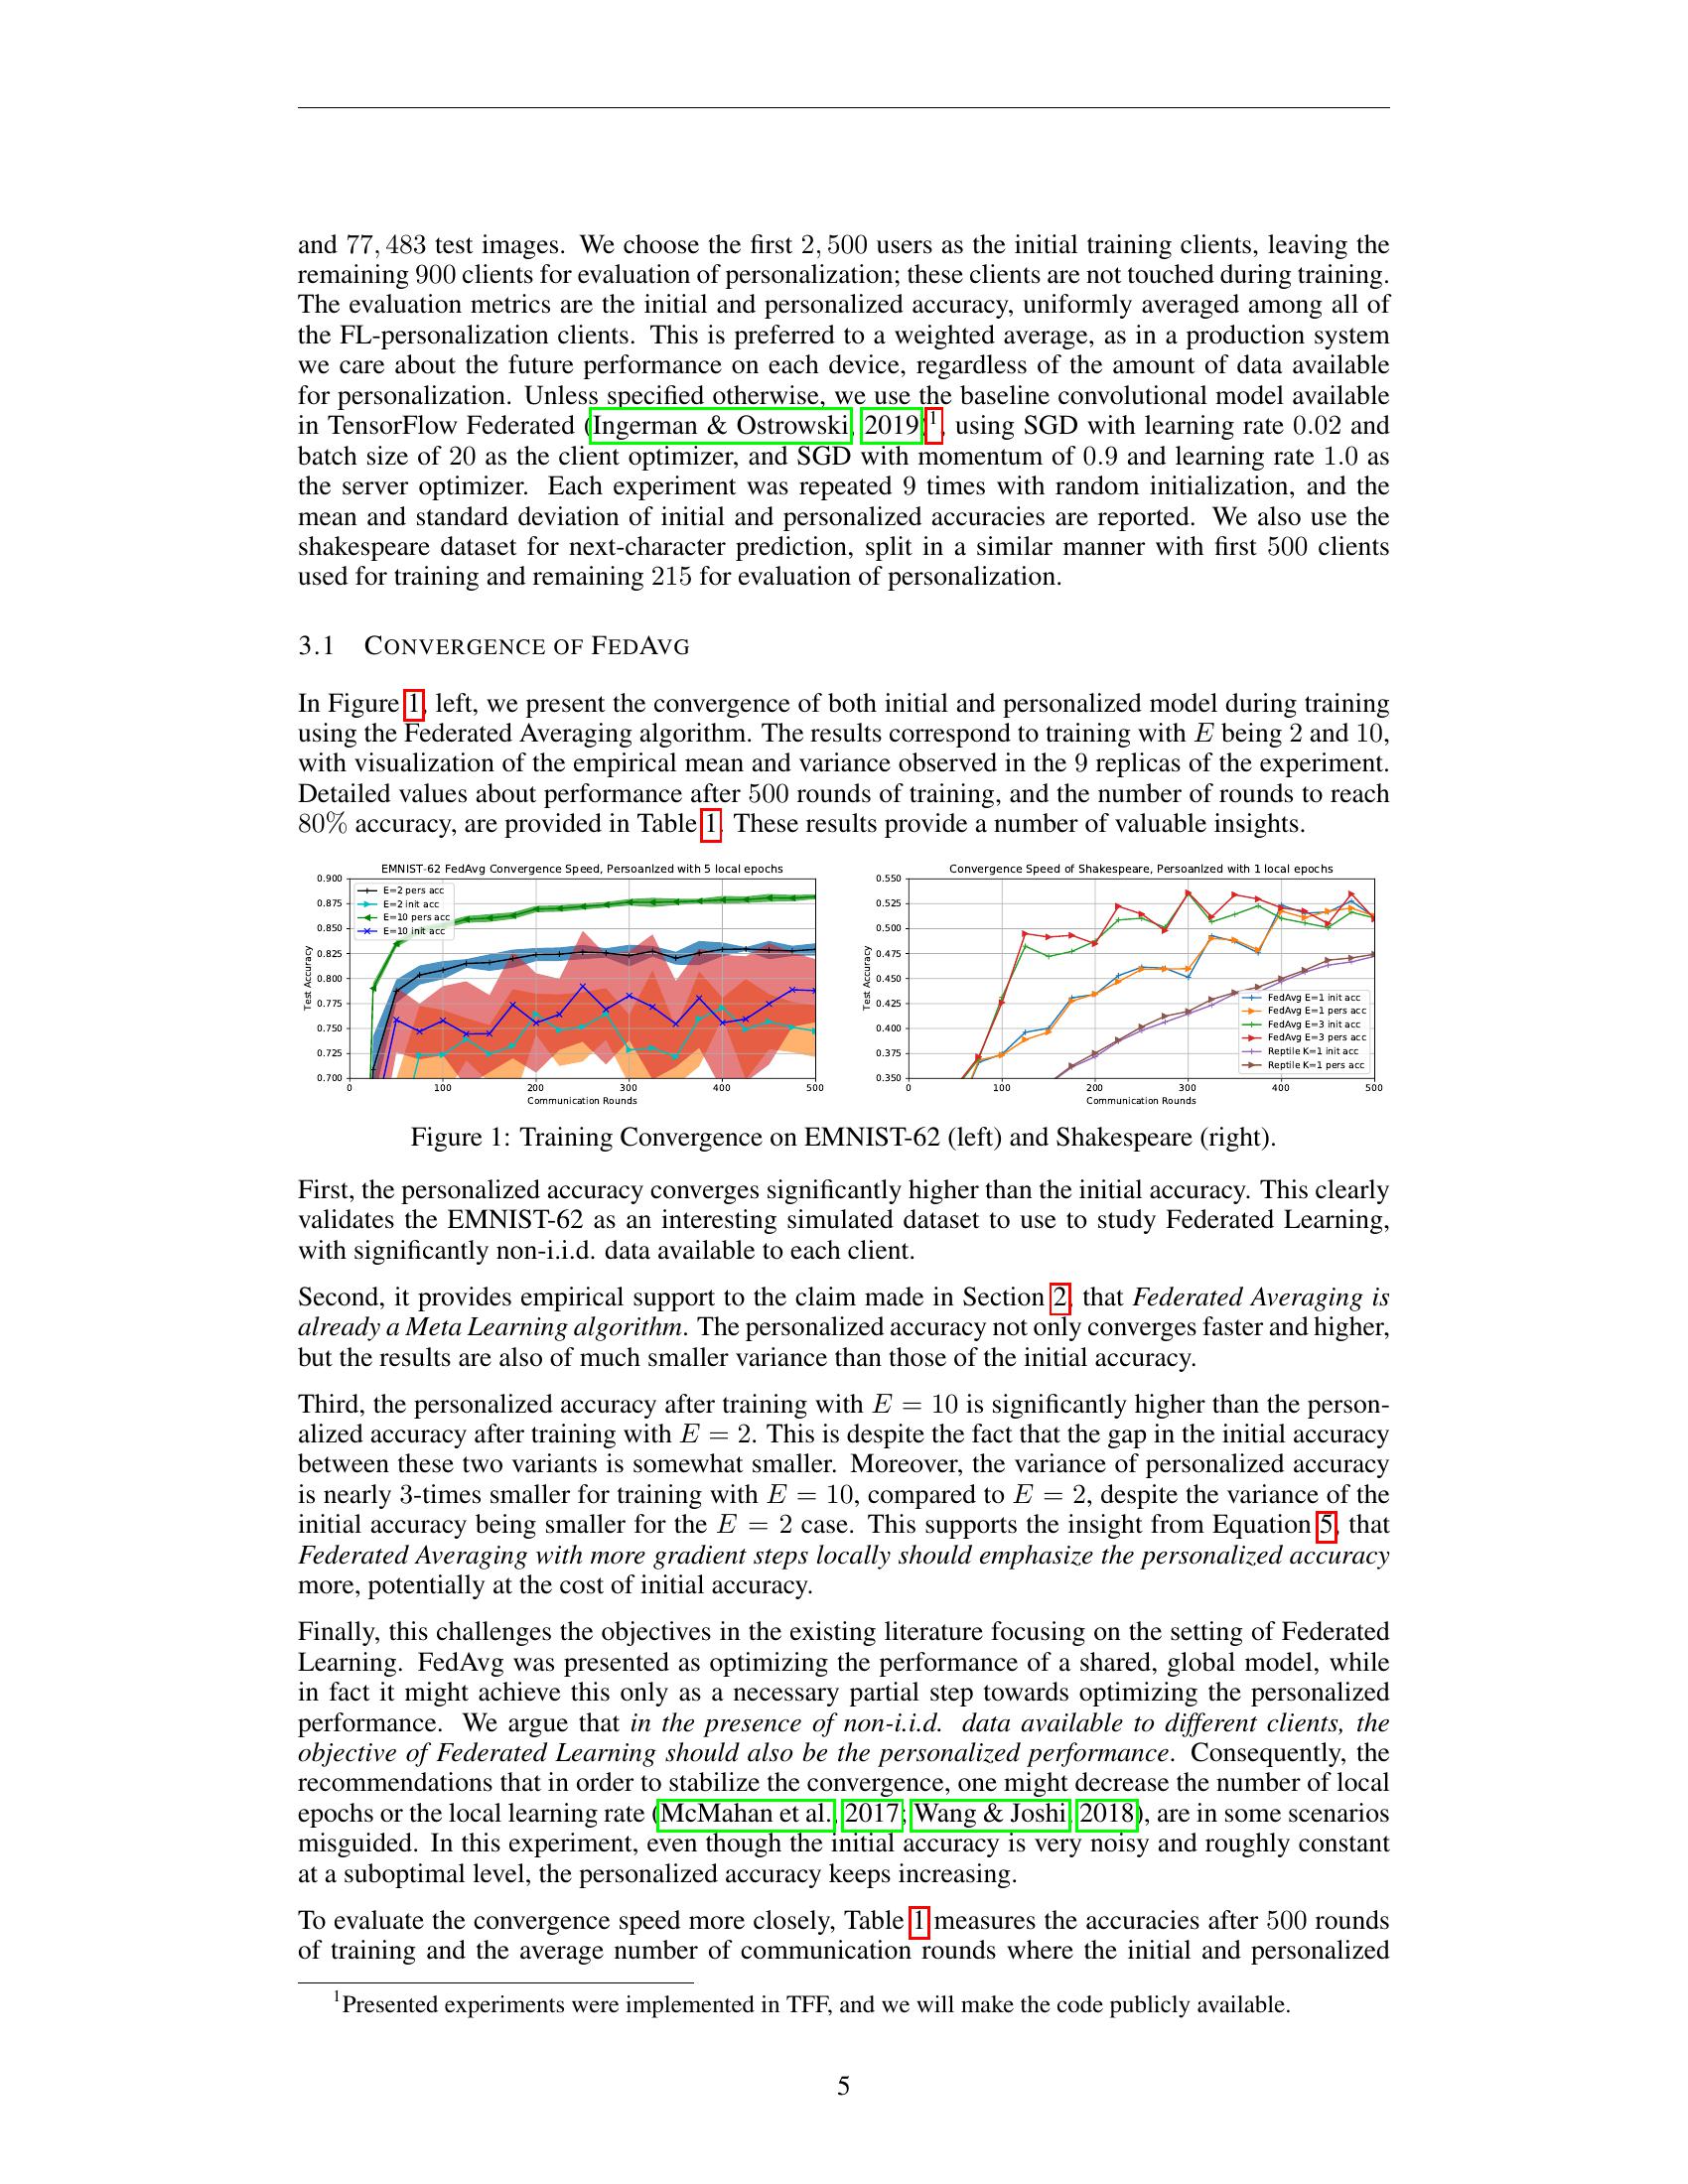 and 77, 483 test images. We choose the first 2, 500 users as the initial training clients, leaving the
remaining 900 clients for evaluation of personalization; these clients are not touched during training.
The evaluation metrics are the initial and personalized accuracy, uniformly averaged among all of
the FL-personalization clients. This is preferred to a weighted average, as in a production system
we care about the future performance on each device, regardless of the amount of data available
for personalization. Unless specified otherwise, we use the baseline convolutional model available
in TensorFlow Federated (Ingerman & Ostrowski, 2019)1, using SGD with learning rate 0.02 and
batch size of 20 as the client optimizer, and SGD with momentum of 0.9 and learning rate 1.0 as
the server optimizer. Each experiment was repeated 9 times with random initialization, and the
mean and standard deviation of initial and personalized accuracies are reported. We also use the
shakespeare dataset for next-character prediction, split in a similar manner with first 500 clients
used for training and remaining 215 for evaluation of personalization.
3.1 CONVERGENCE OF FEDAVG
In Figure 1, left, we present the convergence of both initial and personalized model during training
using the Federated Averaging algorithm. The results correspond to training with E being 2 and 10,
with visualization of the empirical mean and variance observed in the 9 replicas of the experiment.
Detailed values about performance after 500 rounds of training, and the number of rounds to reach
80% accuracy, are provided in Table 1. These results provide a number of valuable insights.
EMNIST-62 FedAvg Convergence Speed, Persoanlzed with 5 local epochs
0.900
0.875
0.850
0.825
0.800
0.775
0.750
0.725
0.700
Test Accuracy
E=2 pers acc
E=2 init acc
E=10 pers acc
E=10 init acc
0 100 200 300 400 500
Communication Rounds
Convergence Speed of Shakespeare, Persoanlzed with 1 local epochs
0.550
0.525
0.500
0.475
0.450
0.425
0.400
0.375
0.350
Test Accuracy
FedAvg E=1 init acc
FedAvg E=1 pers acc
FedAvg E=3 init acc
FedAvg E=3 pers acc
Reptile K=1 init acc
Reptile K=1 pers acc
0 100 200 300 400 500
Communication Rounds
Figure 1: Training Convergence on EMNIST-62 (left) and Shakespeare (right).
First, the personalized accuracy converges significantly higher than the initial accuracy. This clearly
validates the EMNIST-62 as an interesting simulated dataset to use to study Federated Learning,
with significantly non-i.i.d. data available to each client.
Second, it provides empirical support to the claim made in Section 2, that Federated Averaging is
already a Meta Learning algorithm. The personalized accuracy not only converges faster and higher,
but the results are also of much smaller variance than those of the initial accuracy.
Third, the personalized accuracy after training with E = 10 is significantly higher than the person-
alized accuracy after training with E = 2. This is despite the fact that the gap in the initial accuracy
between these two variants is somewhat smaller. Moreover, the variance of personalized accuracy
is nearly 3-times smaller for training with E = 10, compared to E = 2, despite the variance of the
initial accuracy being smaller for the E = 2 case. This supports the insight from Equation 5, that
Federated Averaging with more gradient steps locally should emphasize the personalized accuracy
more, potentially at the cost of initial accuracy.
Finally, this challenges the objectives in the existing literature focusing on the setting of Federated
Learning. FedAvg was presented as optimizing the performance of a shared, global model, while
in fact it might achieve this only as a necessary partial step towards optimizing the personalized
performance. We argue that in the presence of non-i.i.d. data available to different clients, the
objective of Federated Learning should also be the personalized performance. Consequently, the
recommendations that in order to stabilize the convergence, one might decrease the number of local
epochs or the local learning rate (McMahan et al., 2017; Wang & Joshi, 2018), are in some scenarios
misguided. In this experiment, even though the initial accuracy is very noisy and roughly constant
at a suboptimal level, the personalized accuracy keeps increasing.
To evaluate the convergence speed more closely, Table 1 measures the accuracies after 500 rounds
of training and the average number of communication rounds where the initial and personalized
1Presented experiments were implemented in TFF, and we will make the code publicly available.
5